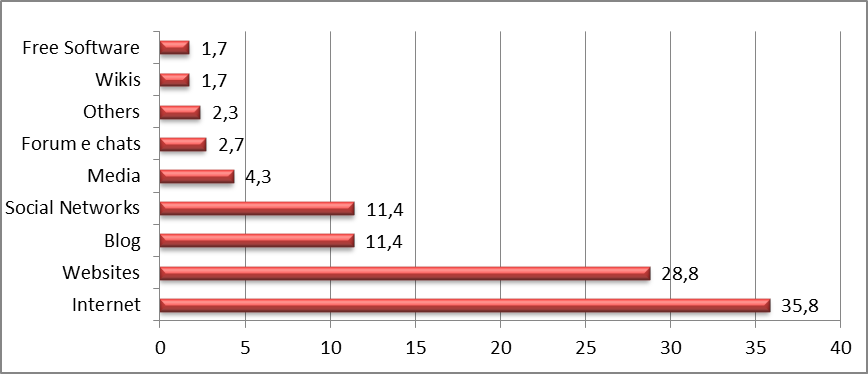 Free Software 1,7
Wikis 1,7
Others 2,3
Forum e chats 2,7
Media 4,3
Social Networks 11,4
Blog 11,4
Websites 28,8
Internet 35,8
0 5 10 15 20 25 30 35 40